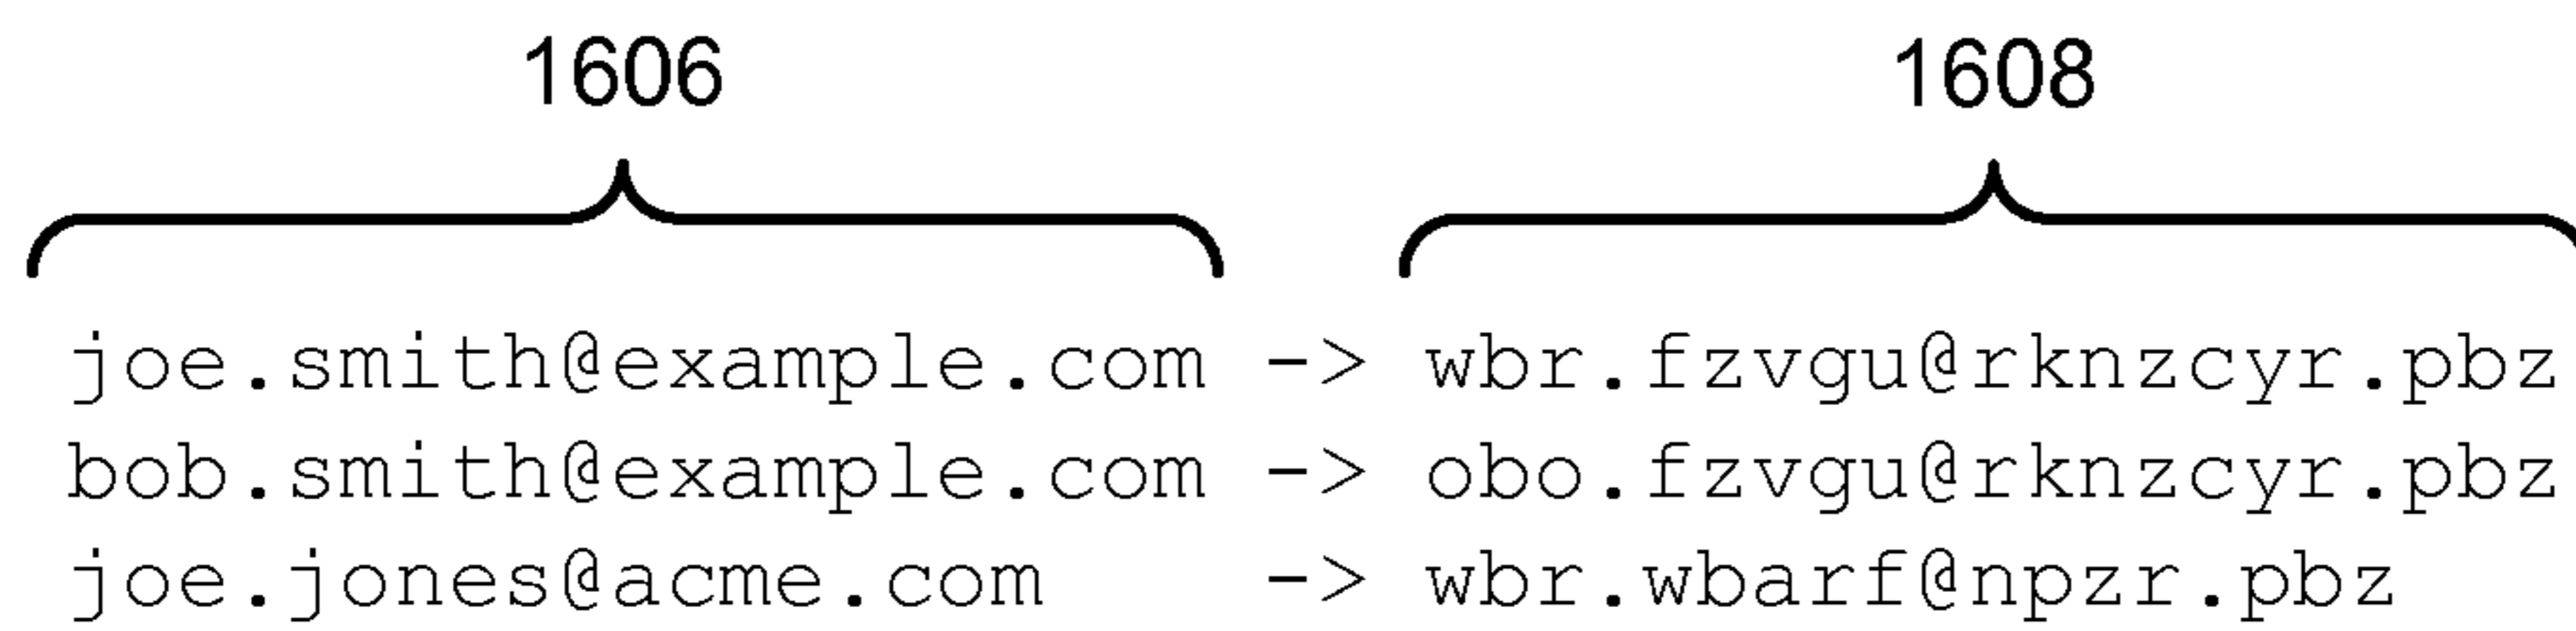 1606 1608
joe.smith@example.com -> wbr.fzvgu@rknzcyr.pbz
bob.smith@example.com -> obo.fzvgu@rknzcyr.pbz
joe.jones@acme.com -> wbr.wbarf@npzr.pbz